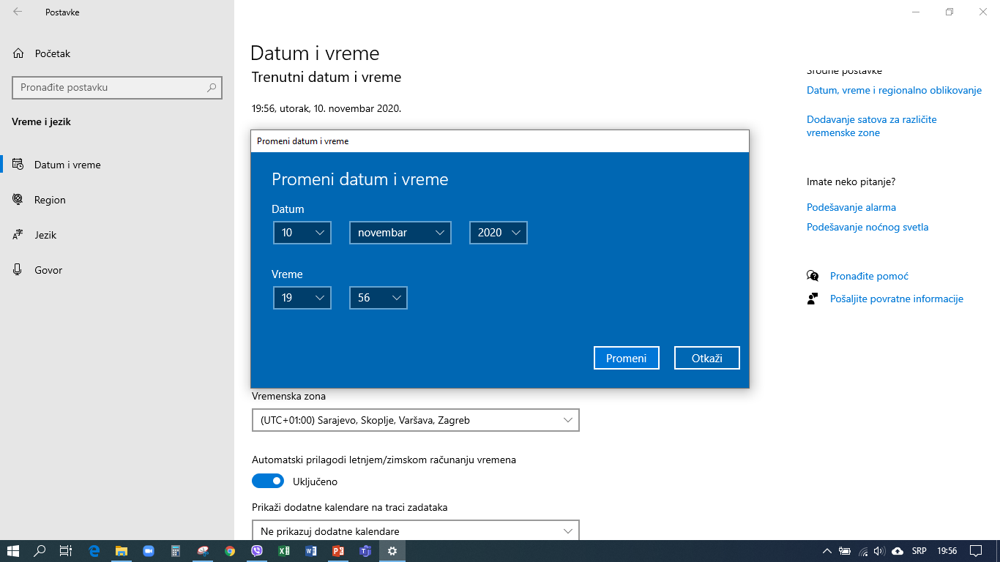 Postavke
Početak
Pronađite postavku
Vreme i jezik
Datum i vreme
Region
Jezik
Govor
Datum i vreme
Trenutni datum i vreme
19:56, utorak, 10. novembar 2020.
Promeni datum i vreme
Promeni datum i vreme
Datum
10 novembar 2020
Vreme
19 56
Promeni Otkaži
Vremenska zona
(UTC+01:00) Sarajevo, Skoplje, Varšava, Zagreb
Automatski prilagodi letnjem/zimskom računanju vremena
Uključeno
Prikaži dodatne kalendare na traci zadataka
Ne prikazuj dodatne kalendare
Srodne postavke
Datum, vreme i regionalno oblikovanje
Dodavanje satova za različite
vremenske zone
Imate neko pitanje?
Podešavanje alarma
Podešavanje noćnog svetla
Pronađite pomoć
Pošaljite povratne informacije
SRP 19:56